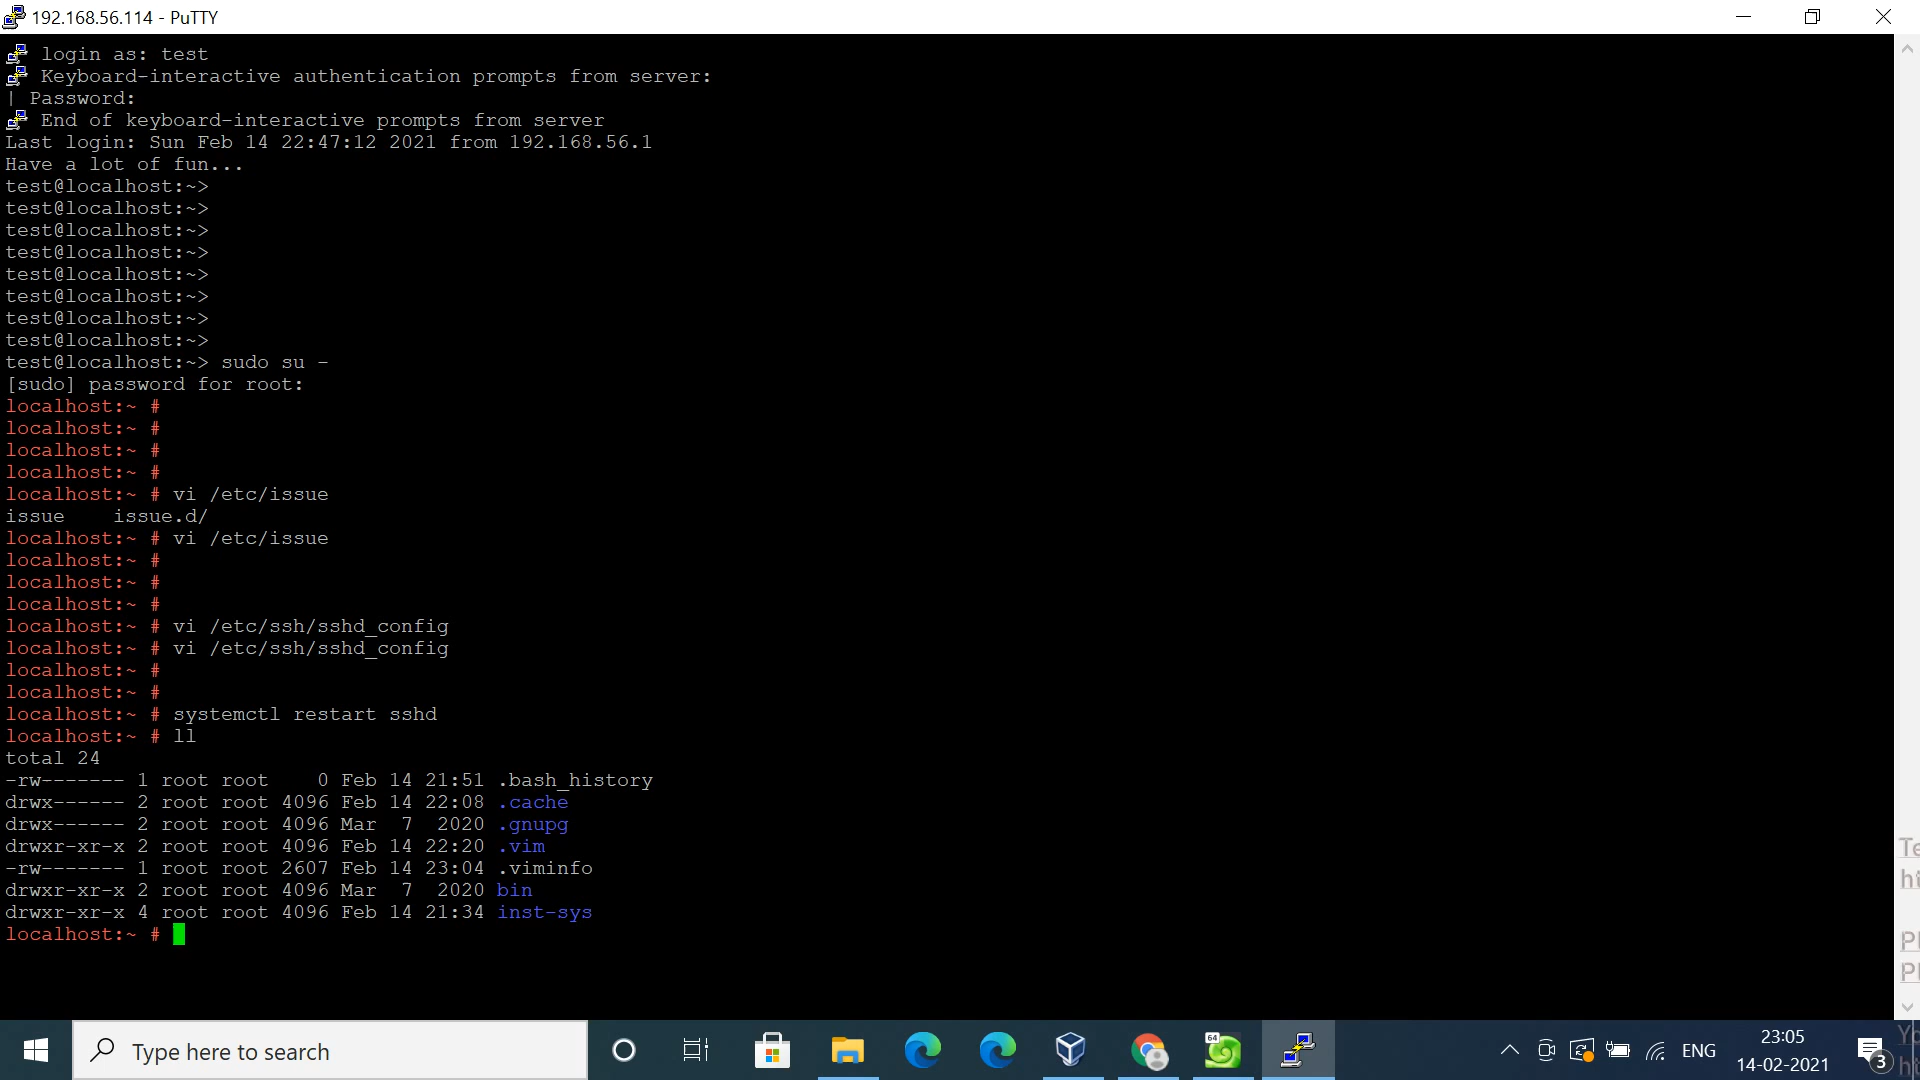 192.168.56.114 - PuTTY
login as: test
Keyboard-interactive authentication prompts from server:
| Password:
End of keyboard-interactive prompts from server
Last login: Sun Feb 14 22:47:12 2021 from 192.168.56.1
Have a lot of fun...
test@localhost:~>
test@localhost:~>
test@localhost:~>
test@localhost:~>
test@localhost:~>
test@localhost:~>
test@localhost:~>
test@localhost:~>
test@localhost:~> sudo su -
[sudo] password for root:
localhost:~ #
localhost:~ #
localhost:~ #
localhost:~ #
localhost:~ # vi /etc/issue
issue    issue.d/
localhost:~ # vi /etc/issue
localhost:~ #
localhost:~ #
localhost:~ #
localhost:~ # vi /etc/ssh/sshd_config
localhost:~ # vi /etc/ssh/sshd_config
localhost:~ #
localhost:~ #
localhost:~ # systemctl restart sshd
localhost:~ # ll
total 24
-rw------- 1 root root    0 Feb 14 21:51 .bash_history
drwx------ 2 root root 4096 Feb 14 22:08 .cache
drwx------ 2 root root 4096 Mar  7  2020 .gnupg
drwxr-xr-x 2 root root 4096 Feb 14 22:20 .vim
-rw------- 1 root root 2607 Feb 14 23:04 .viminfo
drwxr-xr-x 2 root root 4096 Mar  7  2020 bin
drwxr-xr-x 4 root root 4096 Feb 14 21:34 inst-sys
localhost:~ #
Type here to search
64
ENG
23:05
14-02-2021
3